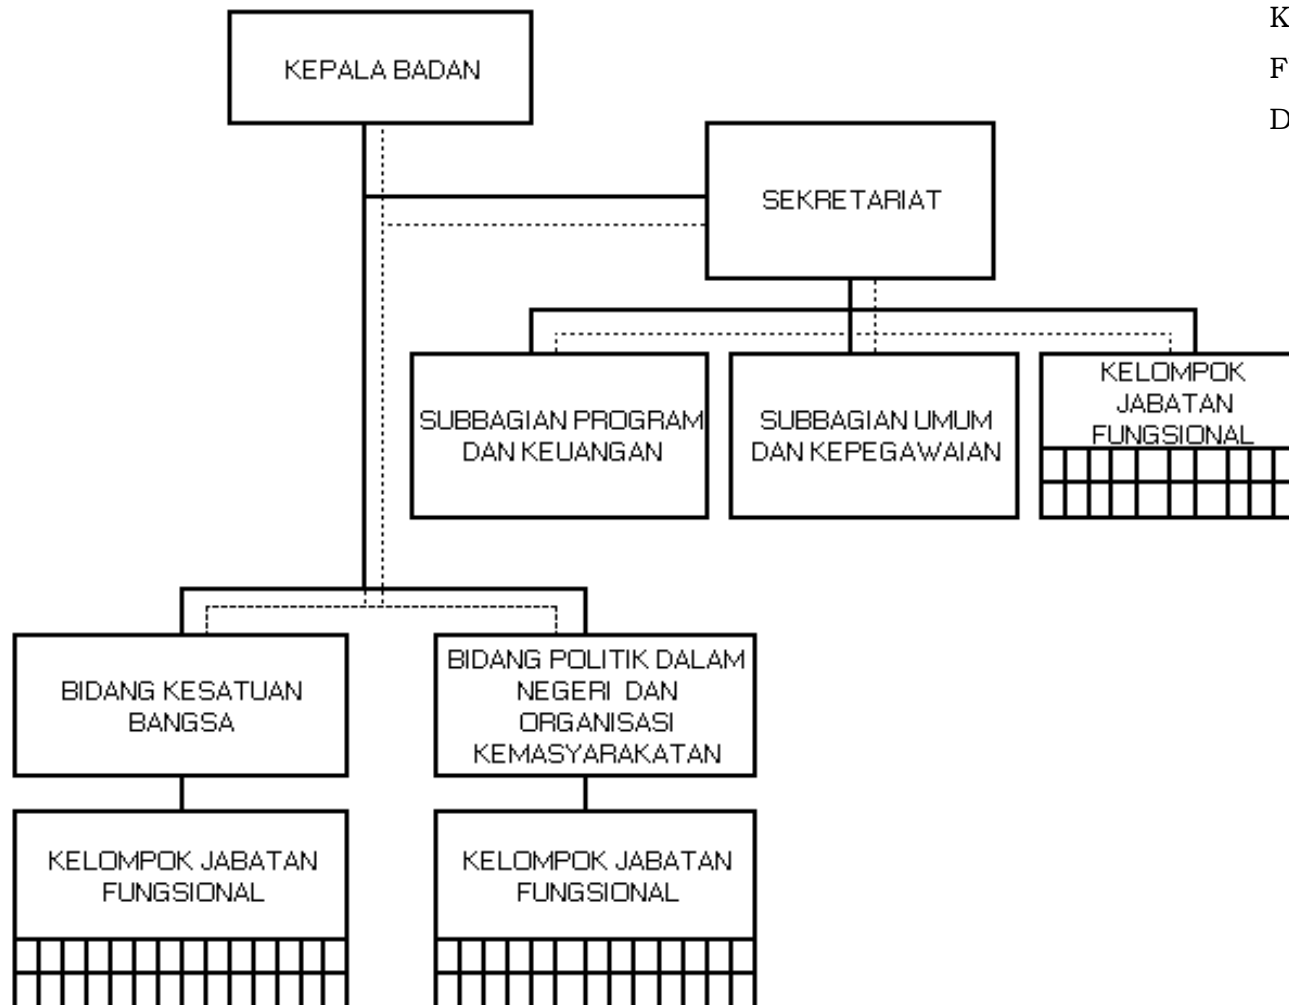 K
F
D
KEPALA BADAN
SEKRETARIAT
SUBBAGIAN PROGRAM
DAN KEUANGAN
SUBBAGIAN UMUM
DAN KEPEGAWAIAN
KELOMPOK
JABATAN
FUNGSIONAL
BIDANG KESATUAN
BANGSA
BIDANG POLITIK DALAM
NEGERI DAN
ORGANISASI
KEMASYARAKATAN
KELOMPOK JABATAN
FUNGSIONAL
KELOMPOK JABATAN
FUNGSIONAL